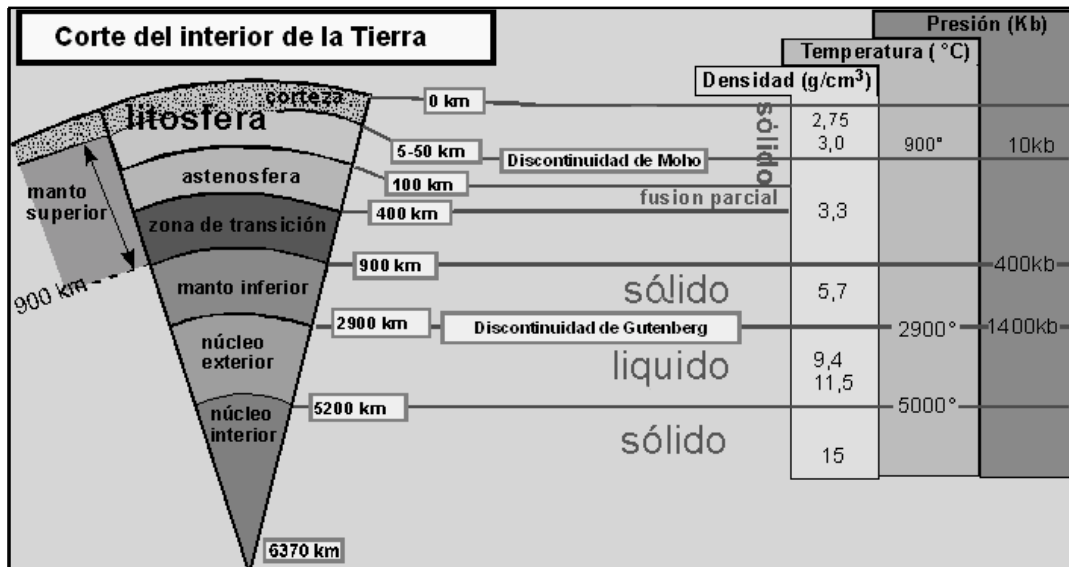 Corte del interior de la Tierra
Presión (Kb)
Temperatura ( °C)
Densidad (g/cm³)
corteza
litosfera
0 km
sólido
2,75
3,0
900°
10kb
5-50 km
Discontinuidad de Moho
manto
superior
astenosfera
100 km
fusion parcial
400 km
3,3
zona de transición
900 km
900 km
400kb
manto inferior
sólido
5,7
2900 km
Discontinuidad de Gutenberg
2900°
1400kb
núcleo
exterior
liquido
9,4
11,5
5200 km
5000°
núcleo
interior
sólido
15
6370 km